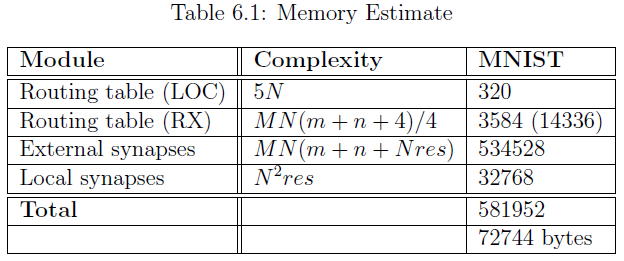 Table 6.1: Memory Estimate
Module Complexity MNIST
Routing table (LOC) 5N 320
Routing table (RX) MN(m + n + 4)/4 3584 (14336)
External synapses MN(m + n + Nres) 534528
Local synapses N²res 32768
Total 581952
72744 bytes